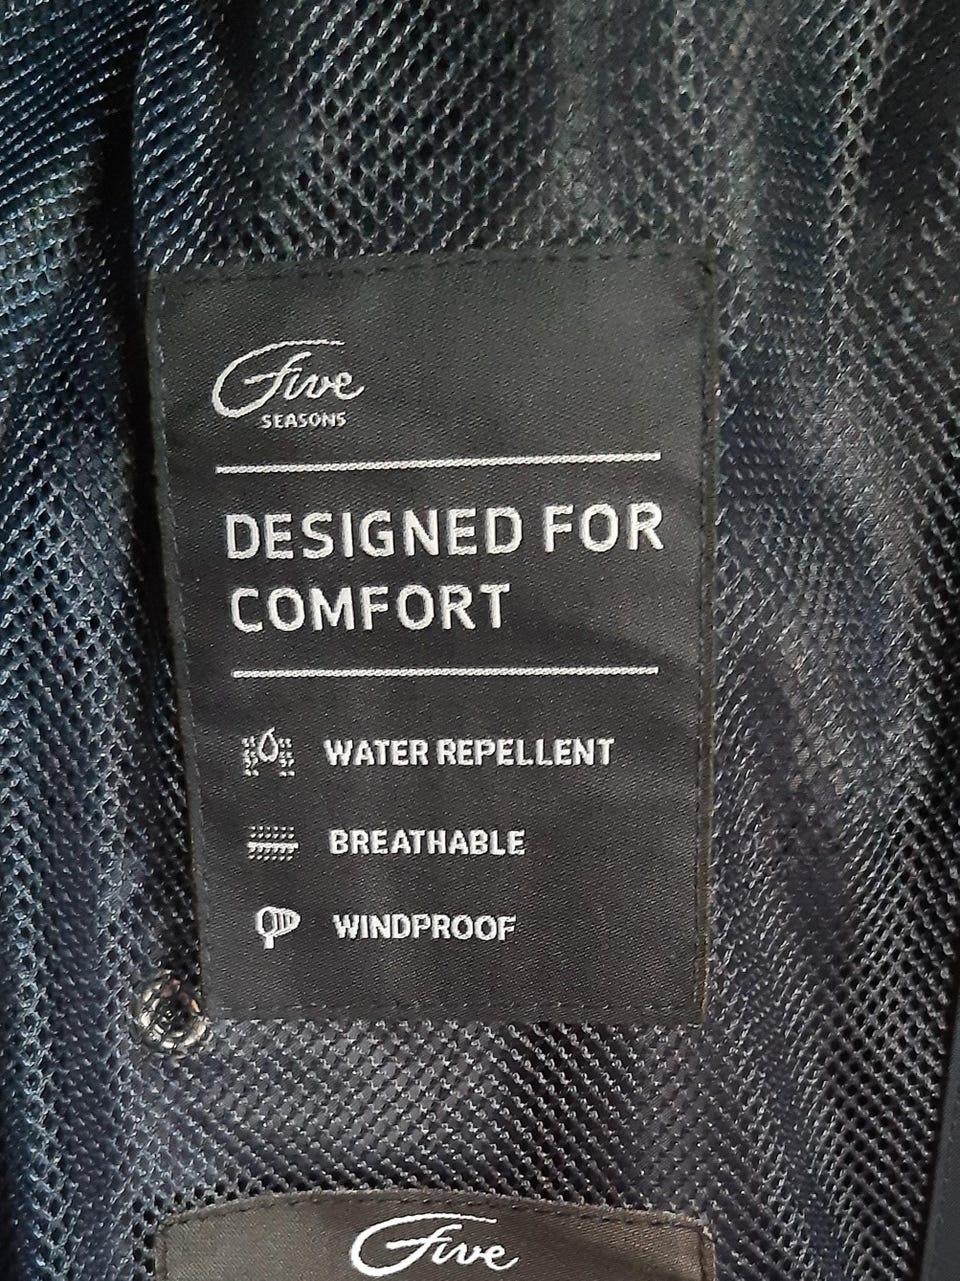 Five
SEASONS
DESIGNED FOR
COMFORT
WATER REPELLENT
BREATHABLE
WINDPROOF
Five